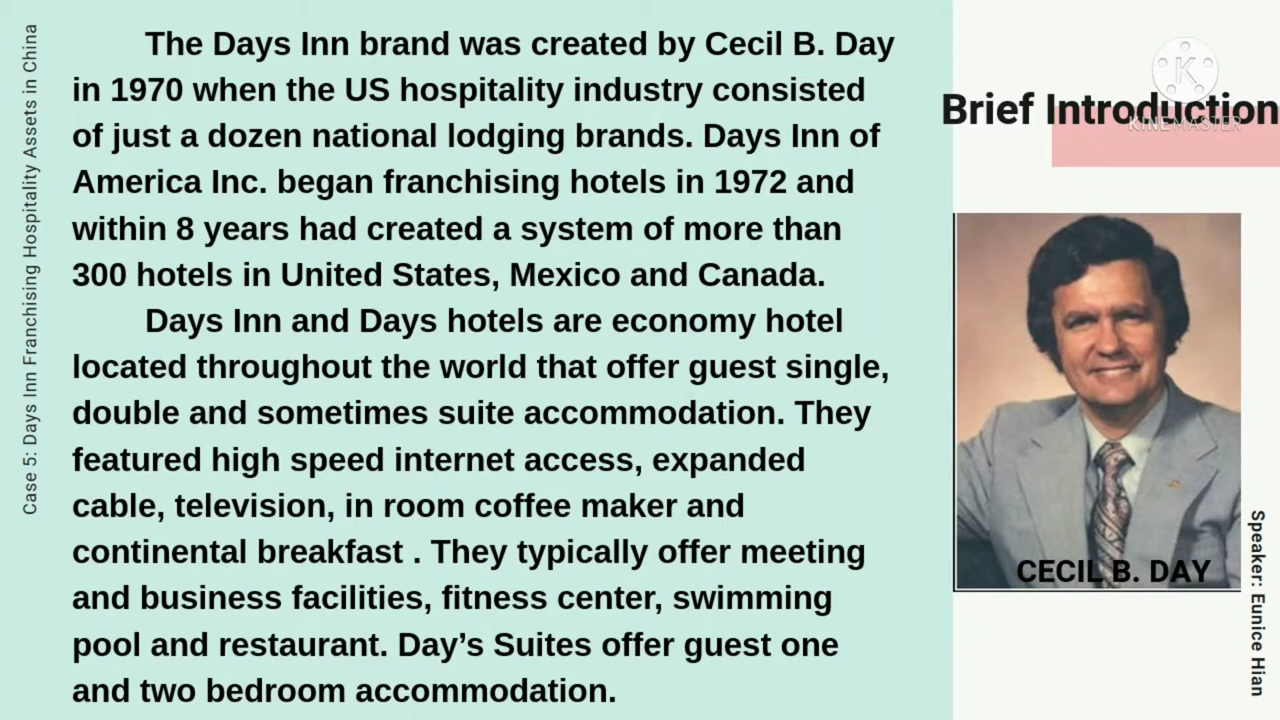 Case 5: Days Inn Franchising Hospitality Assets in China
The Days Inn brand was created by Cecil B. Day
in 1970 when the US hospitality industry consisted
of just a dozen national lodging brands. Days Inn of
America Inc. began franchising hotels in 1972 and
within 8 years had created a system of more than
300 hotels in United States, Mexico and Canada.
Days Inn and Days hotels are economy hotel
located throughout the world that offer guest single,
double and sometimes suite accommodation. They
featured high speed internet access, expanded
cable, television, in room coffee maker and
continental breakfast . They typically offer meeting
and business facilities, fitness center, swimming
pool and restaurant. Day’s Suites offer guest one
and two bedroom accommodation.
Brief Introduction
K
KINEMASTER
CECIL B. DAY
Speaker: Eunice Hian